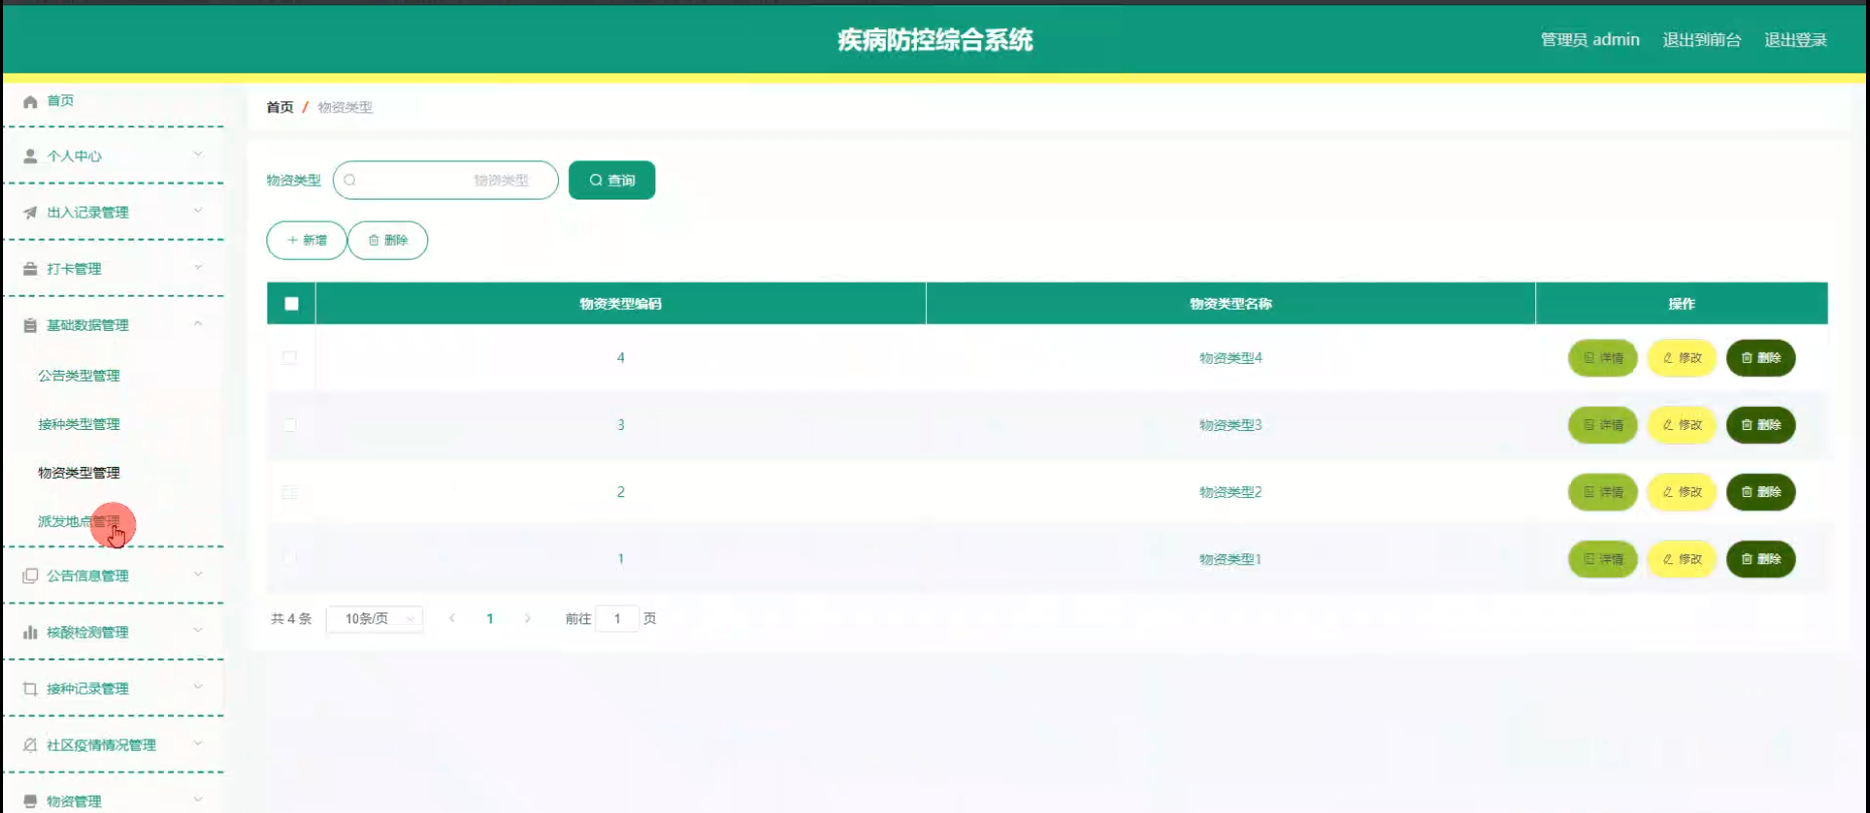 疾病防控综合系统
管理员 admin 退出到前台 退出登录
首页
个人中心
出入记录管理
打卡管理
基础数据管理
公告类型管理
接种类型管理
物资类型管理
派发地点管理
公告信息管理
核酸检测管理
接种记录管理
社区疫情情况管理
物资管理
首页 / 物资类型
物资类型 物资类型 查询
新增 删除
物资类型编码 物资类型名称 操作
4 物资类型4 详情 修改 删除
3 物资类型3 详情 修改 删除
2 物资类型2 详情 修改 删除
1 物资类型1 详情 修改 删除
共 4 条 10条/页 1 前往 1 页